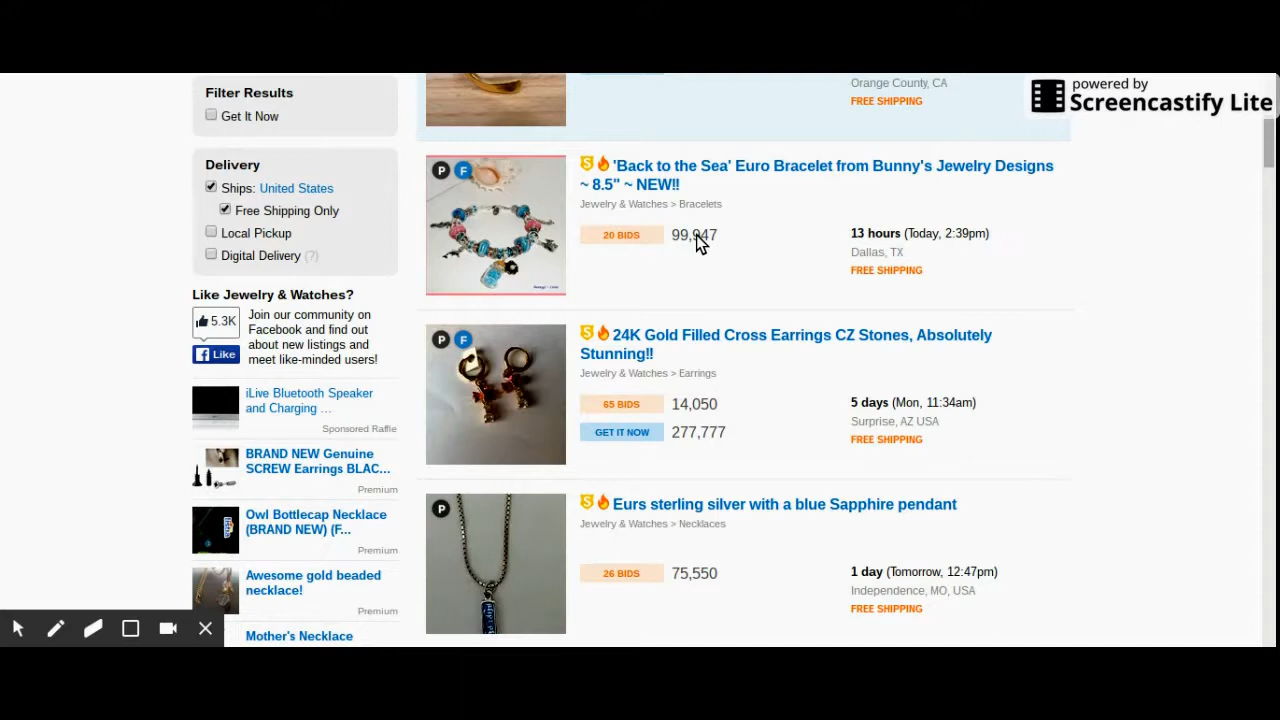 Filter Results
Get It Now
Delivery
Ships: United States
Free Shipping Only
Local Pickup
Digital Delivery (?)
Like Jewelry & Watches?
5.3K
Like
Join our community on
Facebook and find out
about new listings and
meet like-minded users!
iLive Bluetooth Speaker
and Charging ...
Sponsored Raffle
BRAND NEW Genuine
SCREW Earrings BLAC...
Premium
Owl Bottlecap Necklace
(BRAND NEW) (F...
Premium
Awesome gold beaded
necklace!
Premium
Mother's Necklace
Orange County, CA
FREE SHIPPING
powered by
Screencastify Lite
P F
S 'Back to the Sea' Euro Bracelet from Bunny's Jewelry Designs
~ 8.5" ~ NEW!!
Jewelry & Watches > Bracelets
20 BIDS 99,947
13 hours (Today, 2:39pm)
Dallas, TX
FREE SHIPPING
P F
S 24K Gold Filled Cross Earrings CZ Stones, Absolutely
Stunning!!
Jewelry & Watches > Earrings
65 BIDS 14,050
GET IT NOW 277,777
5 days (Mon, 11:34am)
Surprise, AZ USA
FREE SHIPPING
P
S Eurs sterling silver with a blue Sapphire pendant
Jewelry & Watches > Necklaces
26 BIDS 75,550
1 day (Tomorrow, 12:47pm)
Independence, MO, USA
FREE SHIPPING